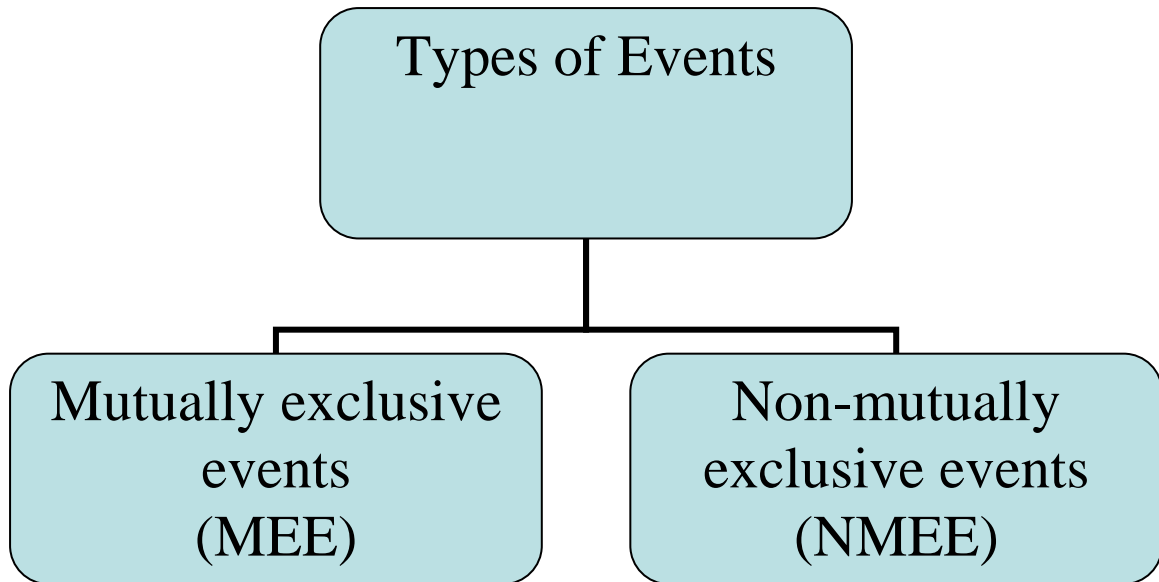 Types of Events
Mutually exclusive
events
(MEE)
Non-mutually
exclusive events
(NMEE)